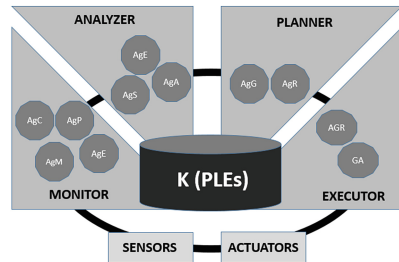 ANALYZER
PLANNER
AgE
AgS
AgA
AgG
AgR
AgC
AgP
AgM
AgE
AGR
GA
MONITOR
K (PLEs)
EXECUTOR
SENSORS
ACTUATORS